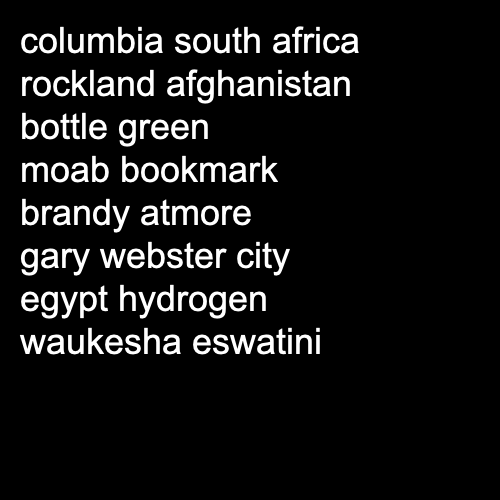 columbia south africa
rockland afghanistan
bottle green
moab bookmark
brandy atmore
gary webster city
egypt hydrogen
waukesha eswatini